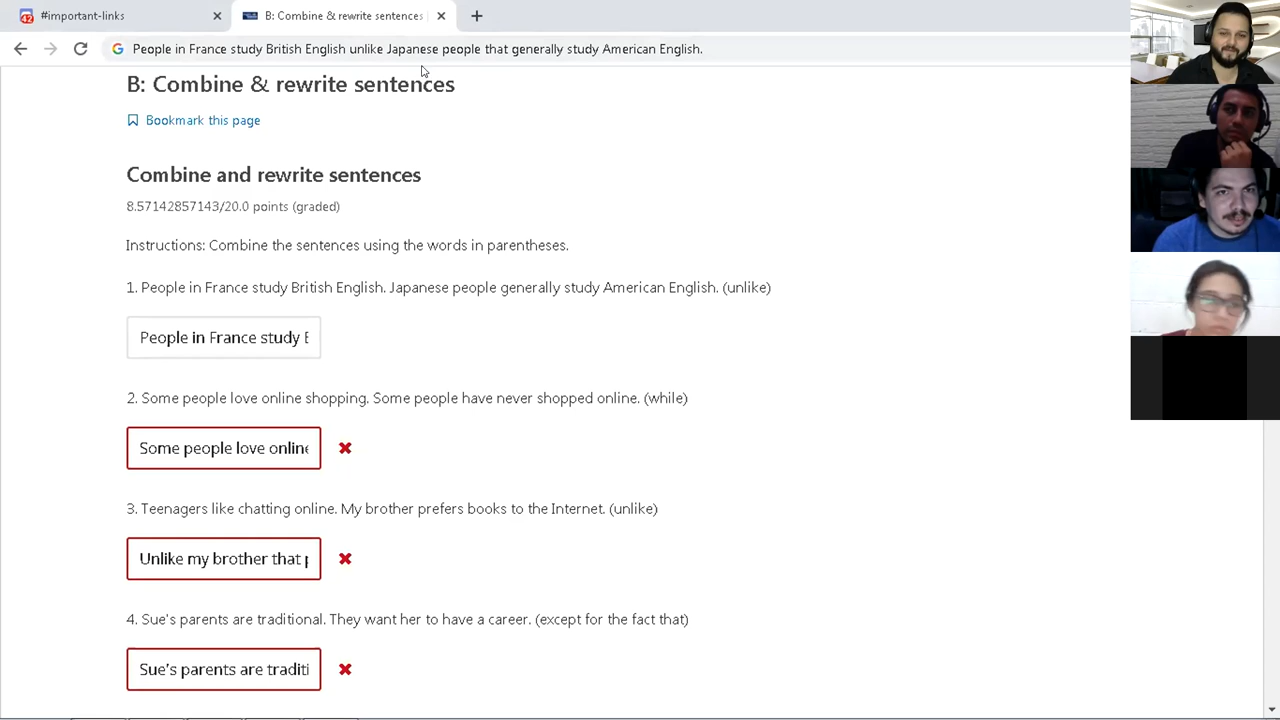 #important-links
B: Combine & rewrite sentences
People in France study British English unlike Japanese people that generally study American English.
B: Combine & rewrite sentences
Bookmark this page
Combine and rewrite sentences
8.57142857143/20.0 points (graded)
Instructions: Combine the sentences using the words in parentheses.
1. People in France study British English. Japanese people generally study American English. (unlike)
People in France study
2. Some people love online shopping. Some people have never shopped online. (while)
Some people love online
3. Teenagers like chatting online. My brother prefers books to the Internet. (unlike)
Unlike my brother that
4. Sue's parents are traditional. They want her to have a career. (except for the fact that)
Sue's parents are traditi